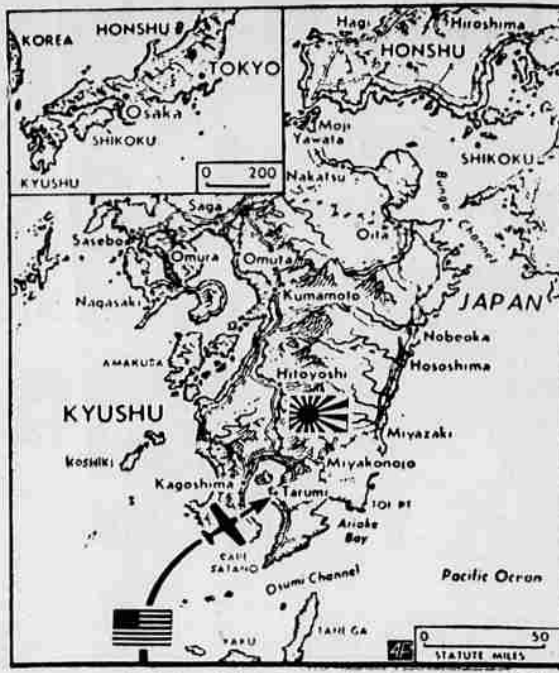 KOREA
HONSHU
TOKYO
Osaka
SHIKOKU
KYUSHU
0 200
Hagi
Hiroshima
HONSHU
Moji
Yawata
SHIKOKU
Nakatsu
Bungo Channel
Saga
Sasebo
Oita
Omura
Omuta
Nagasaki
Kumamoto
JAPAN
Nobeoka
AMAKUSA
Hososhima
Hitoyoshi
KYUSHU
Miyazaki
KOSHIKI
Miyakonojo
Kagoshima
Tarumi
TOI PT
Arioke
Bay
CAPE
SATANO
Osumi Channel
Pacific Ocean
YAKU
TANEGA
0 50
STATUTE MILES